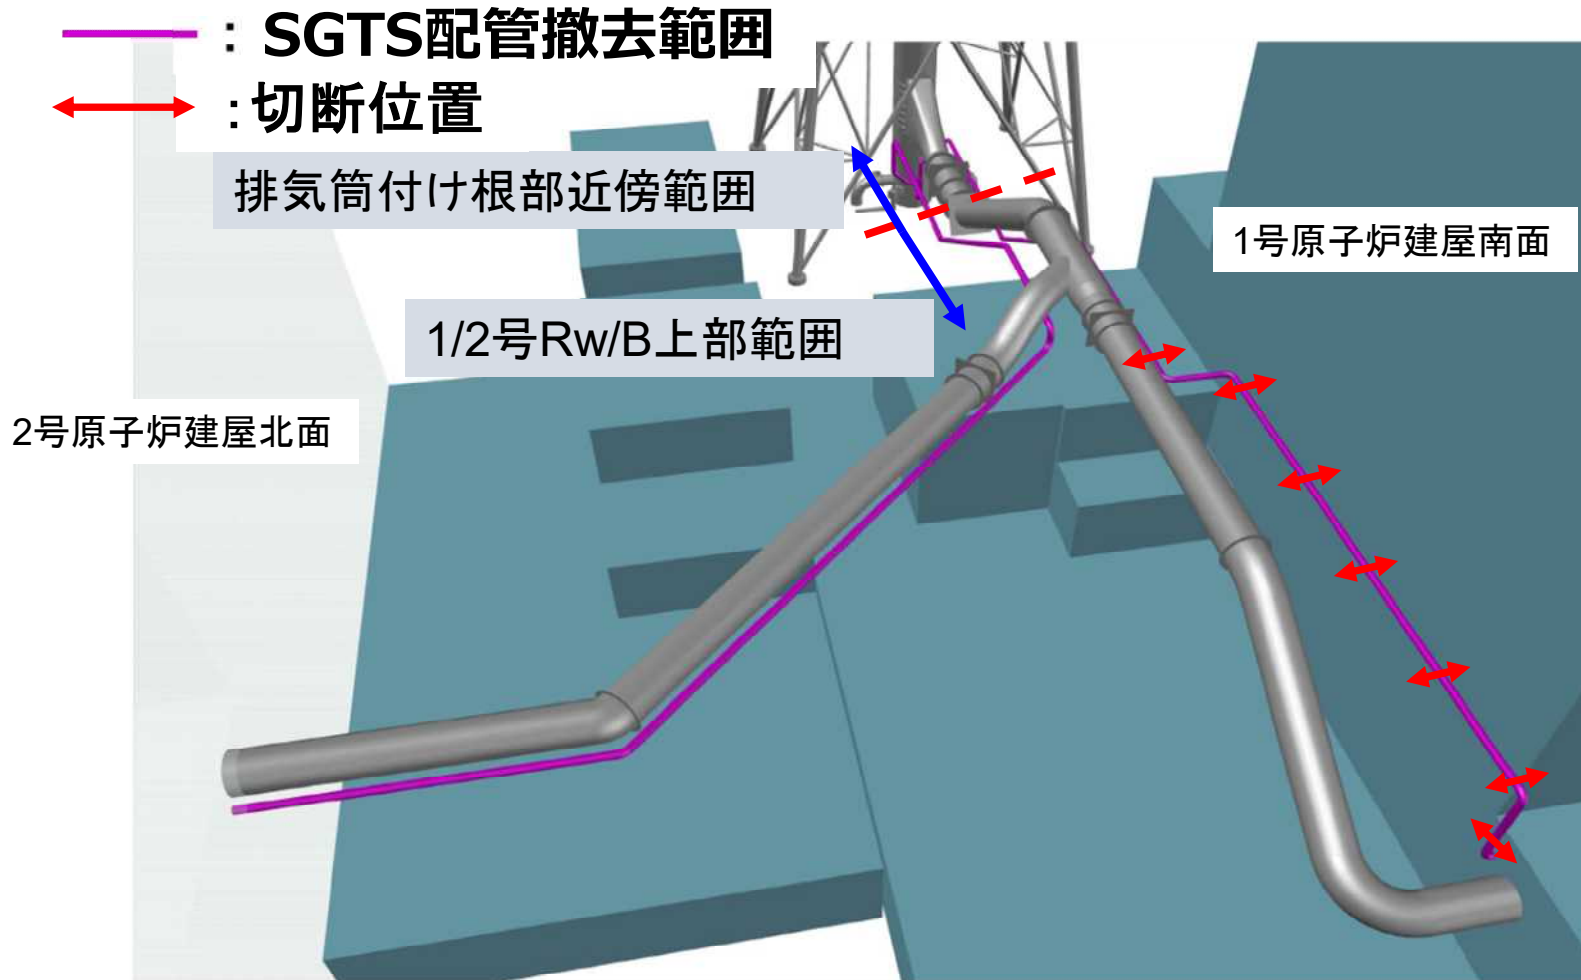 ：SGTS配管撤去範囲
：切断位置
排気筒付け根部近傍範囲
1号原子炉建屋南面
1/2号Rw/B上部範囲
2号原子炉建屋北面